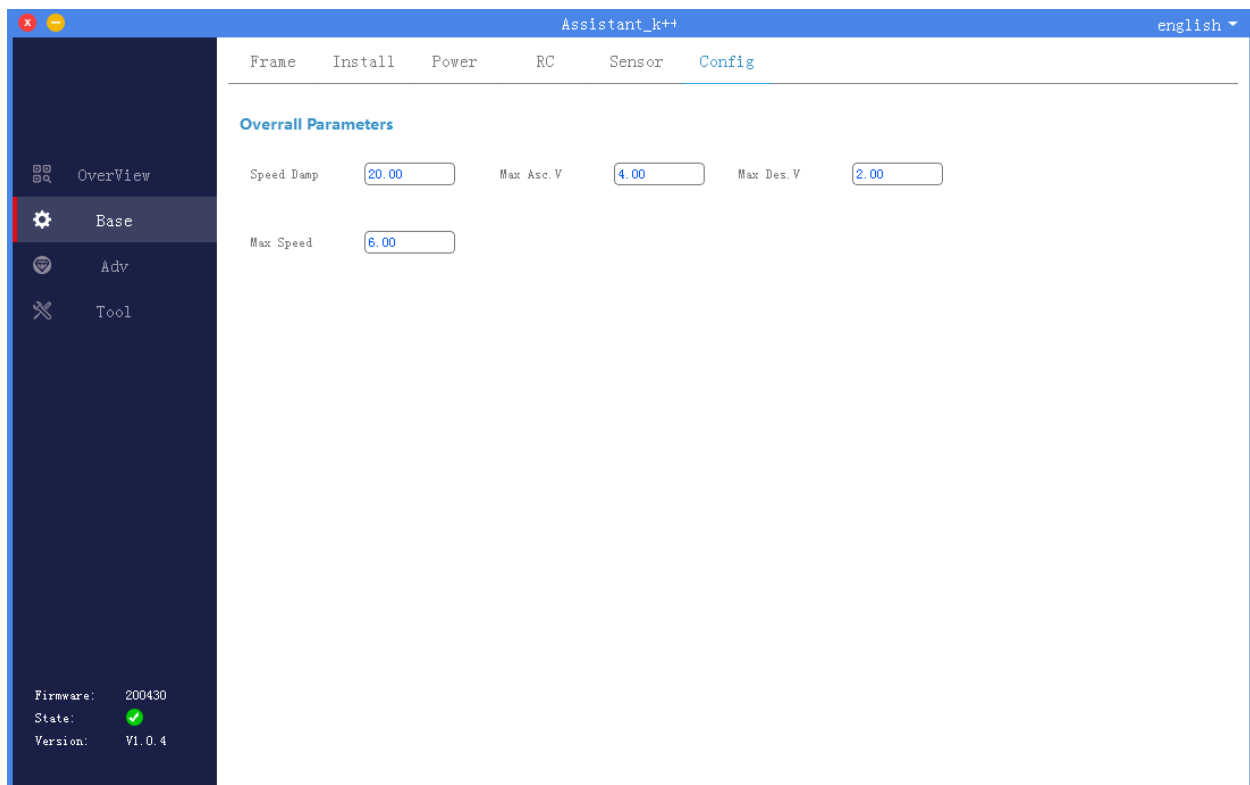 Assistant_k++
english
Frame Install Power RC Sensor Config
Overrall Parameters
Speed Damp 20.00 Max Asc.V 4.00 Max Des.V 2.00
Max Speed 6.00
OverView
Base
Adv
Tool
Firmware: 200430
State:
Version: V1.0.4